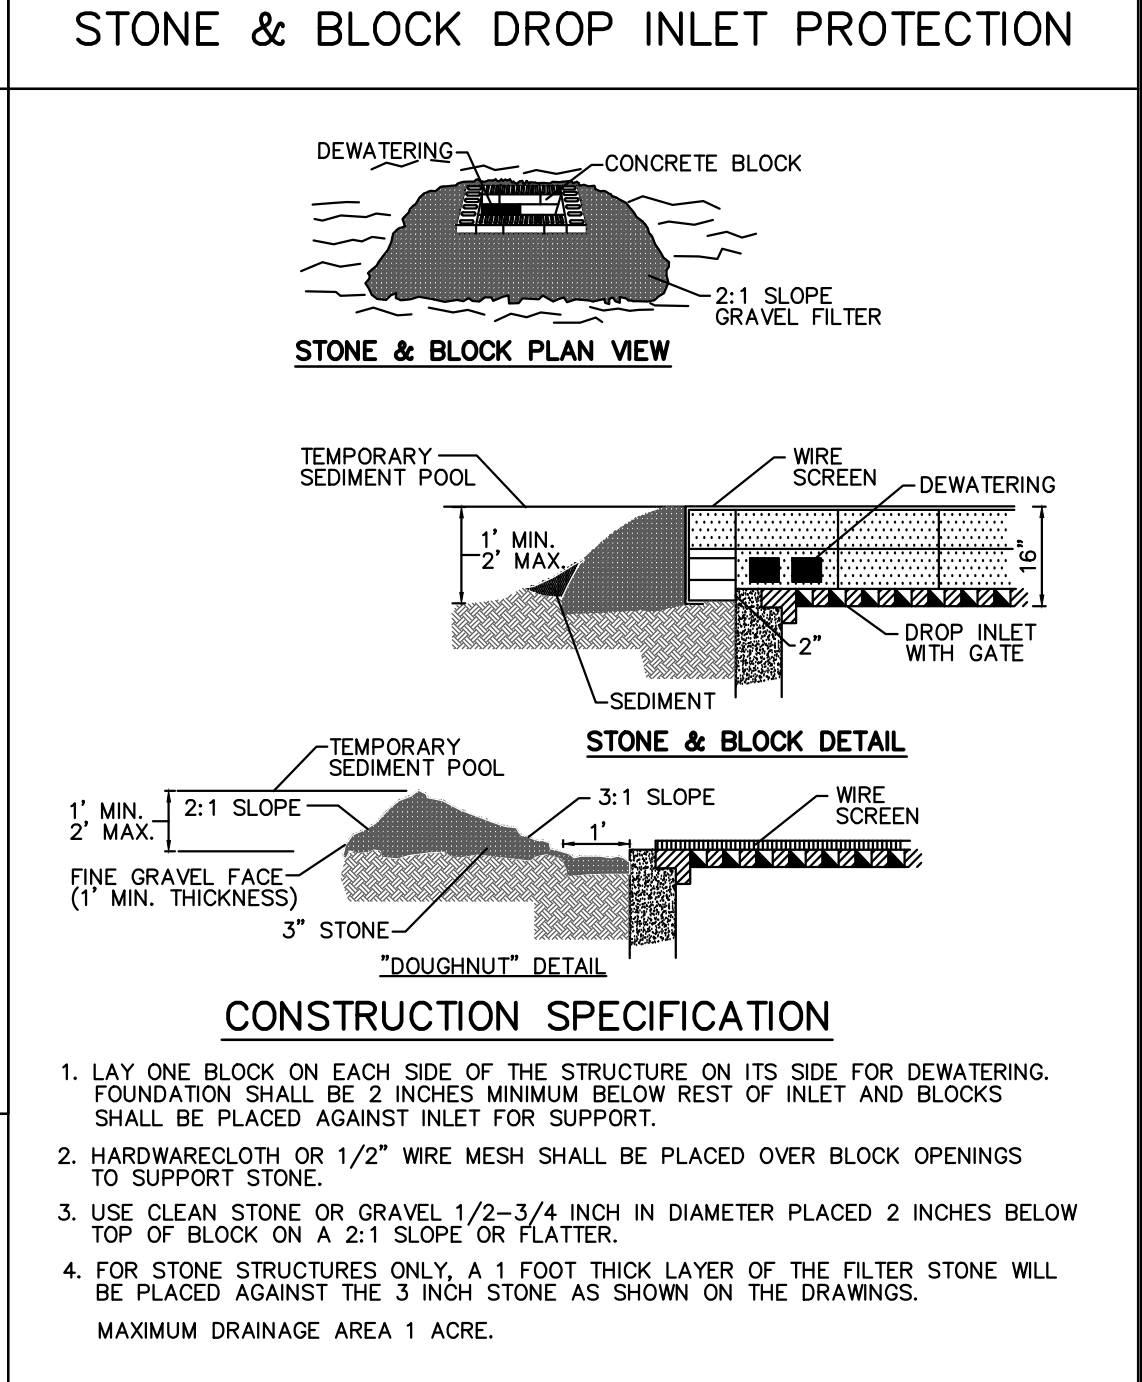 STONE & BLOCK DROP INLET PROTECTION
DEWATERING
CONCRETE BLOCK
2:1 SLOPE
GRAVEL FILTER
STONE & BLOCK PLAN VIEW
TEMPORARY
SEDIMENT POOL
WIRE
SCREEN
DEWATERING
1' MIN.
2' MAX.
16"
2"
DROP INLET
WITH GATE
SEDIMENT
STONE & BLOCK DETAIL
TEMPORARY
SEDIMENT POOL
1' MIN.
2' MAX.
2:1 SLOPE
3:1 SLOPE
1'
WIRE
SCREEN
FINE GRAVEL FACE
(1' MIN. THICKNESS)
3" STONE
"DOUGHNUT" DETAIL
CONSTRUCTION SPECIFICATION
1. LAY ONE BLOCK ON EACH SIDE OF THE STRUCTURE ON ITS SIDE FOR DEWATERING.
FOUNDATION SHALL BE 2 INCHES MINIMUM BELOW REST OF INLET AND BLOCKS
SHALL BE PLACED AGAINST INLET FOR SUPPORT.
2. HARDWARECLOTH OR 1/2" WIRE MESH SHALL BE PLACED OVER BLOCK OPENINGS
TO SUPPORT STONE.
3. USE CLEAN STONE OR GRAVEL 1/2-3/4 INCH IN DIAMETER PLACED 2 INCHES BELOW
TOP OF BLOCK ON A 2:1 SLOPE OR FLATTER.
4. FOR STONE STRUCTURES ONLY, A 1 FOOT THICK LAYER OF THE FILTER STONE WILL
BE PLACED AGAINST THE 3 INCH STONE AS SHOWN ON THE DRAWINGS.
MAXIMUM DRAINAGE AREA 1 ACRE.